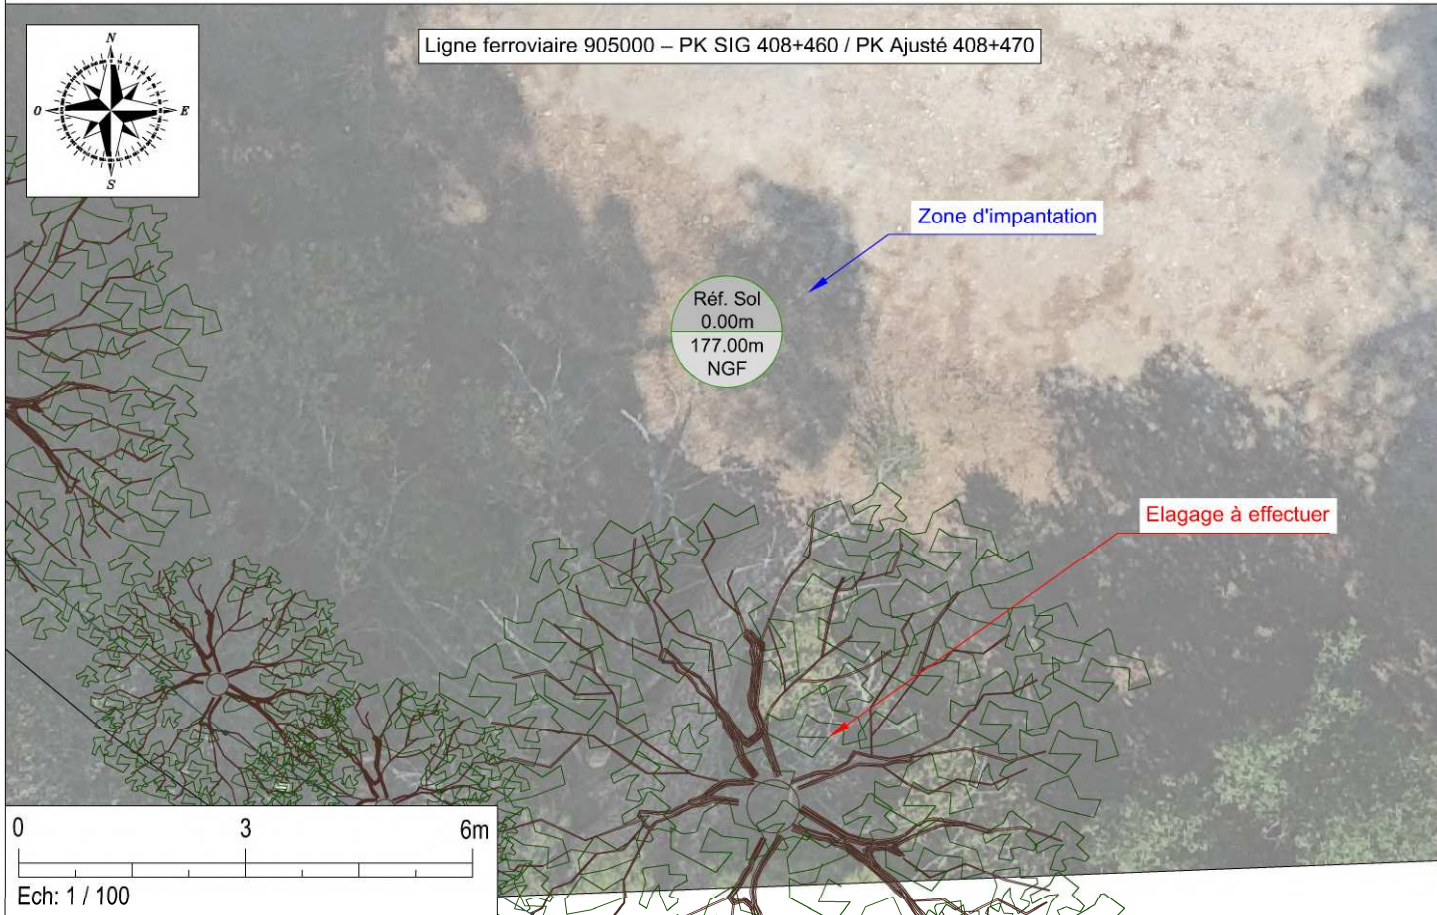 N
O
E
S
Ligne ferroviaire 905000 – PK SIG 408+460 / PK Ajusté 408+470
Zone d'impantation
Réf. Sol
0.00m
177.00m
NGF
Elagage à effectuer
0 3 6m
Ech: 1 / 100